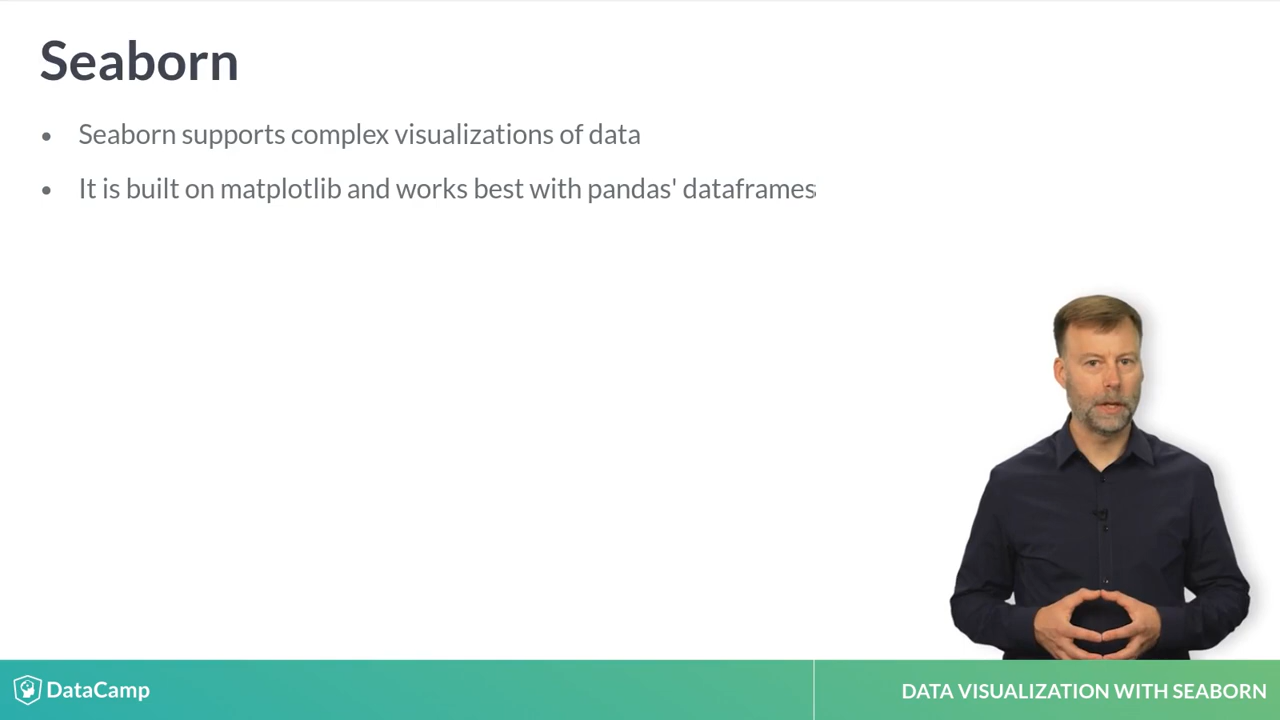 Seaborn
• Seaborn supports complex visualizations of data
• It is built on matplotlib and works best with pandas' dataframes
DataCamp
DATA VISUALIZATION WITH SEABORN